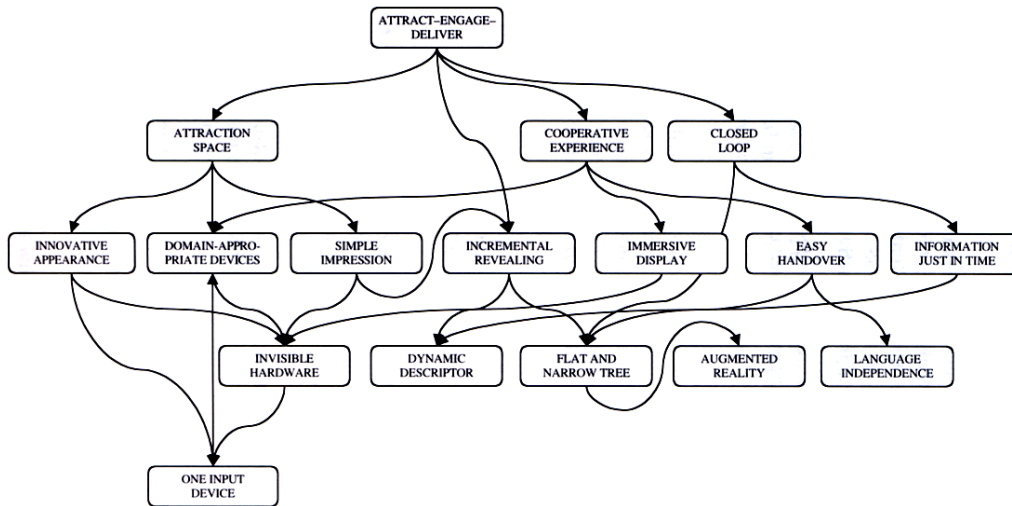 ATTRACT–ENGAGE–
DELIVER
ATTRACTION
SPACE
COOPERATIVE
EXPERIENCE
CLOSED
LOOP
INNOVATIVE
APPEARANCE
DOMAIN-APPRO-
PRIATE DEVICES
SIMPLE
IMPRESSION
INCREMENTAL
REVEALING
IMMERSIVE
DISPLAY
EASY
HANDOVER
INFORMATION
JUST IN TIME
INVISIBLE
HARDWARE
DYNAMIC
DESCRIPTOR
FLAT AND
NARROW TREE
AUGMENTED
REALITY
LANGUAGE
INDEPENDENCE
ONE INPUT
DEVICE